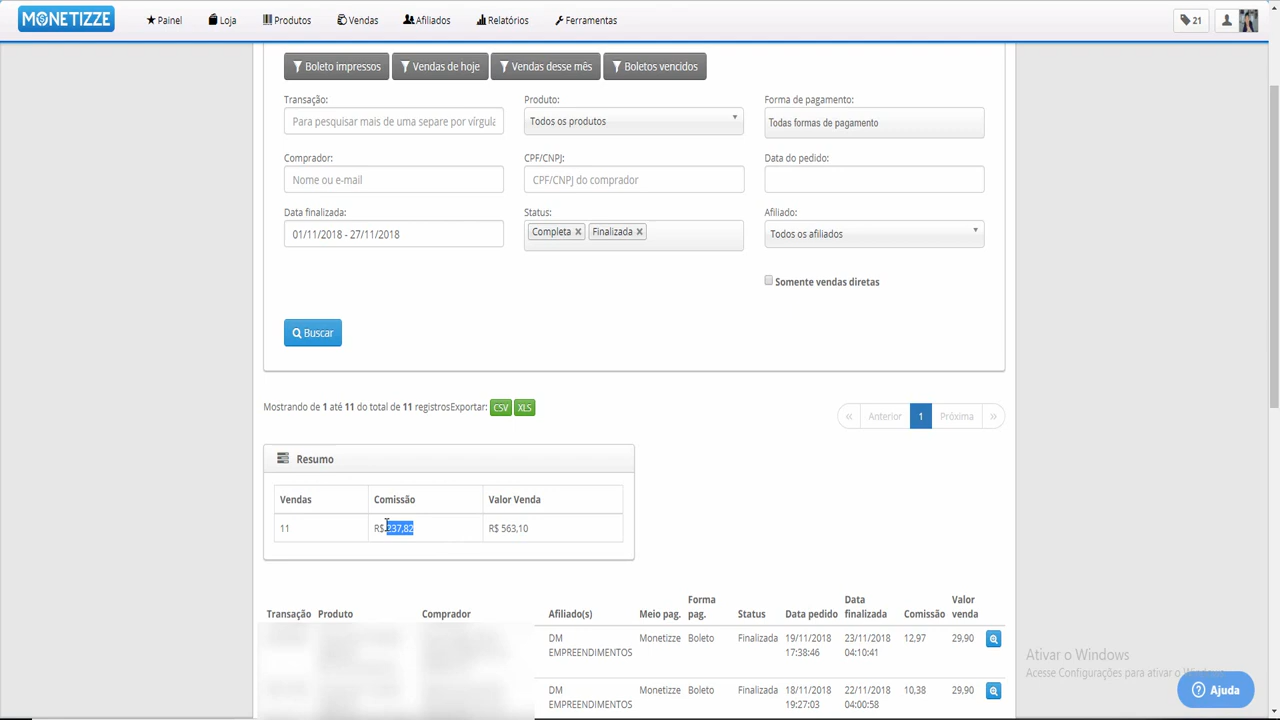 MONETIZZE Painel Loja Produtos Vendas Afiliados Relatórios Ferramentas 21
Boleto impressos Vendas de hoje Vendas desse mês Boletos vencidos
Transação: Produto: Forma de pagamento:
Para pesquisar mais de uma separe por vírgula Todos os produtos Todas formas de pagamento
Comprador: CPF/CNPJ: Data do pedido:
Nome ou e-mail CPF/CNPJ do comprador
Data finalizada: Status: Afiliado:
01/11/2018 - 27/11/2018 Completa × Finalizada × Todos os afiliados
Somente vendas diretas
Buscar
Mostrando de 1 até 11 do total de 11 registrosExportar: CSV XLS « Anterior 1 Próxima »
Resumo
Vendas Comissão Valor Venda
11 R$ 237,82 R$ 563,10
Transação Produto Comprador Afiliado(s) Meio pag. Forma pag. Status Data pedido Data finalizada Comissão Valor venda
DM Monetizze Boleto Finalizada 19/11/2018 23/11/2018 12,97 29,90
EMPREENDIMENTOS 17:38:46 04:10:41
DM Monetizze Boleto Finalizada 18/11/2018 22/11/2018 10,38 29,90
EMPREENDIMENTOS 19:27:03 04:00:58
Ativar o Windows
Acesse Configurações para ativar o Windows.
Ajuda